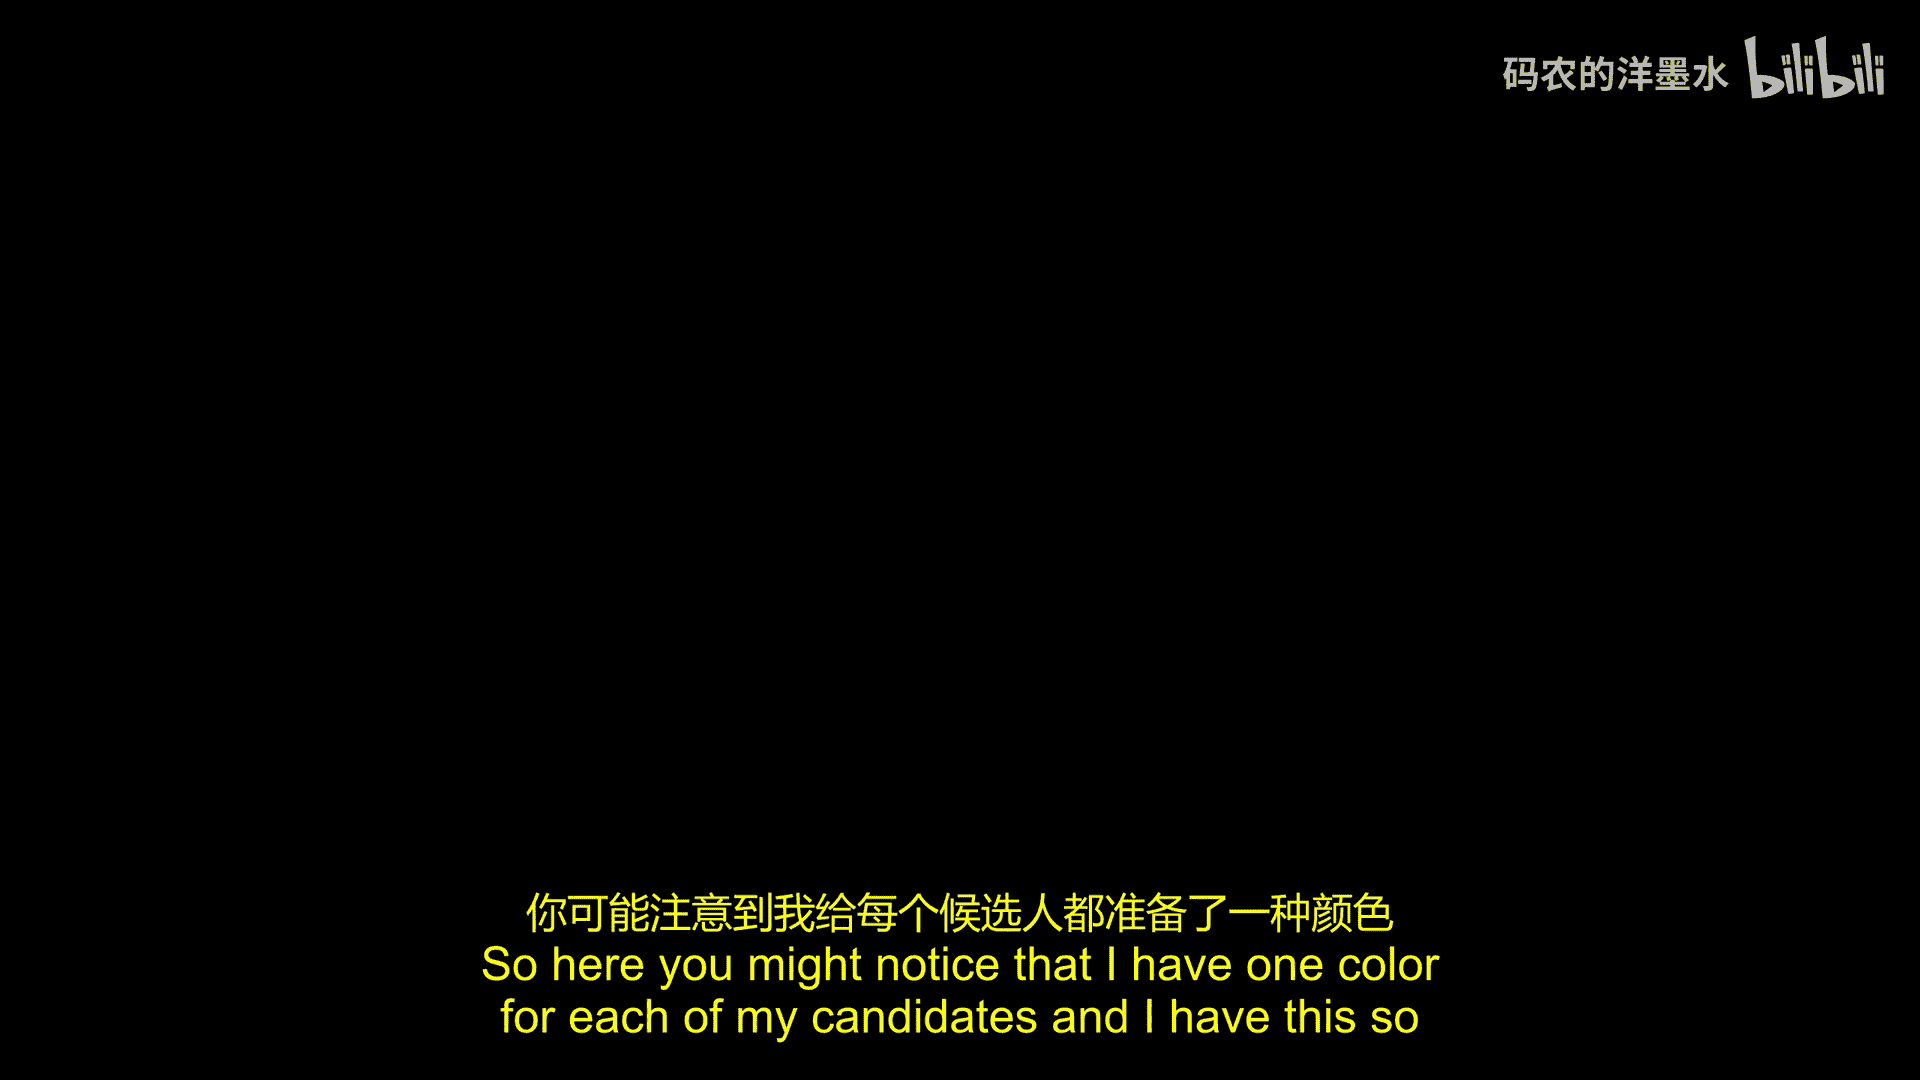 码农的洋墨水 bilibili
你可能注意到我给每个候选人都准备了一种颜色
So here you might notice that I have one color
for each of my candidates and I have this so